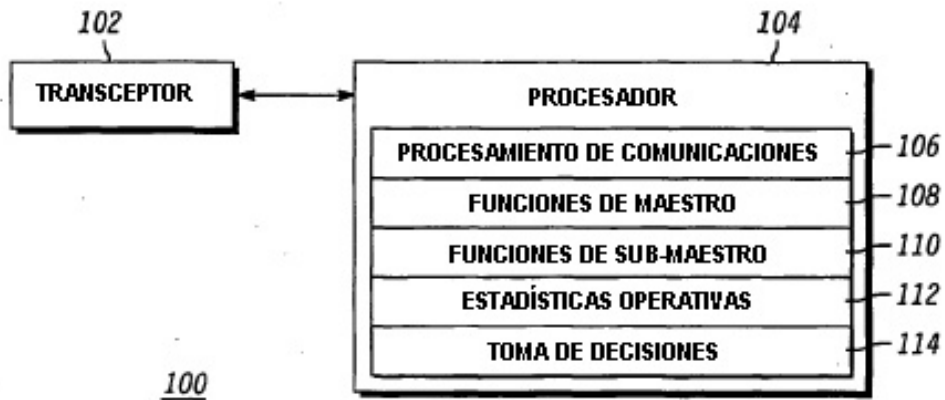 102
104
TRANSCEPTOR
PROCESADOR
PROCESAMIENTO DE COMUNICACIONES
106
FUNCIONES DE MAESTRO
108
FUNCIONES DE SUB-MAESTRO
110
ESTADÍSTICAS OPERATIVAS
112
TOMA DE DECISIONES
114
100